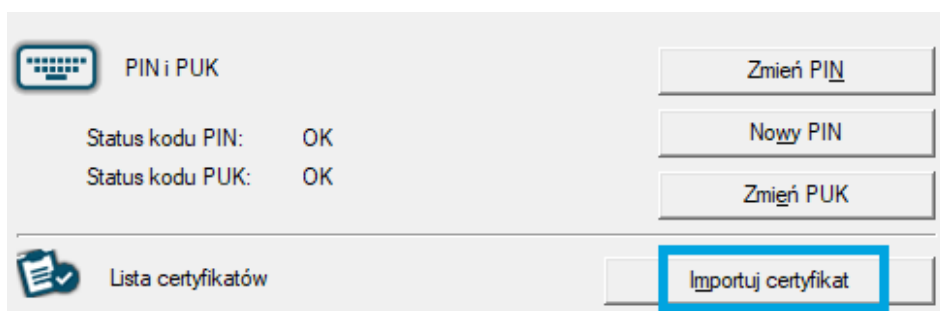 PIN i PUK
Zmień PIN
Status kodu PIN: OK
Nowy PIN
Status kodu PUK: OK
Zmień PUK
Lista certyfikatów
Importuj certyfikat